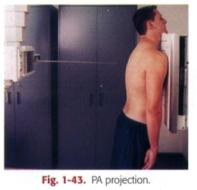 Fig. 1-43. PA projection.